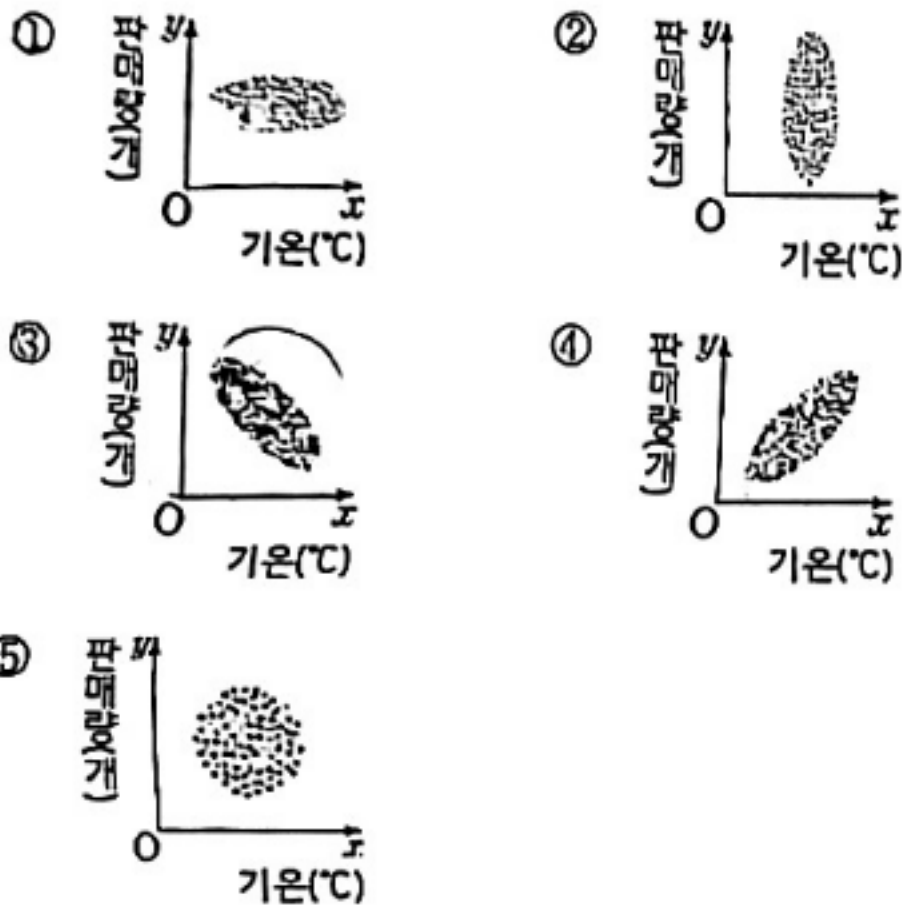 ① 판매량(개) y
O x
기온(℃)
② 판매량(개) y
O x
기온(℃)
③ 판매량(개) y
O x
기온(℃)
④ 판매량(개) y
O x
기온(℃)
⑤ 판매량(개) y
O x
기온(℃)